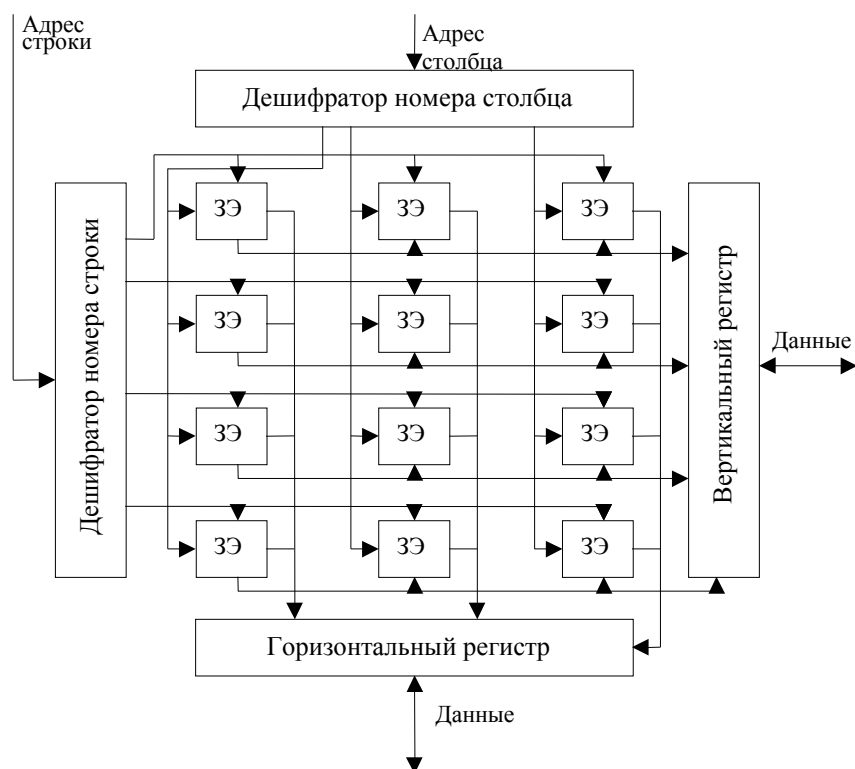 Адрес
строки
Адрес
столбца
Дешифратор номера столбца
Дешифратор номера строки
ЗЭ ЗЭ ЗЭ
ЗЭ ЗЭ ЗЭ
ЗЭ ЗЭ ЗЭ
ЗЭ ЗЭ ЗЭ
Вертикальный регистр
Данные
Горизонтальный регистр
Данные